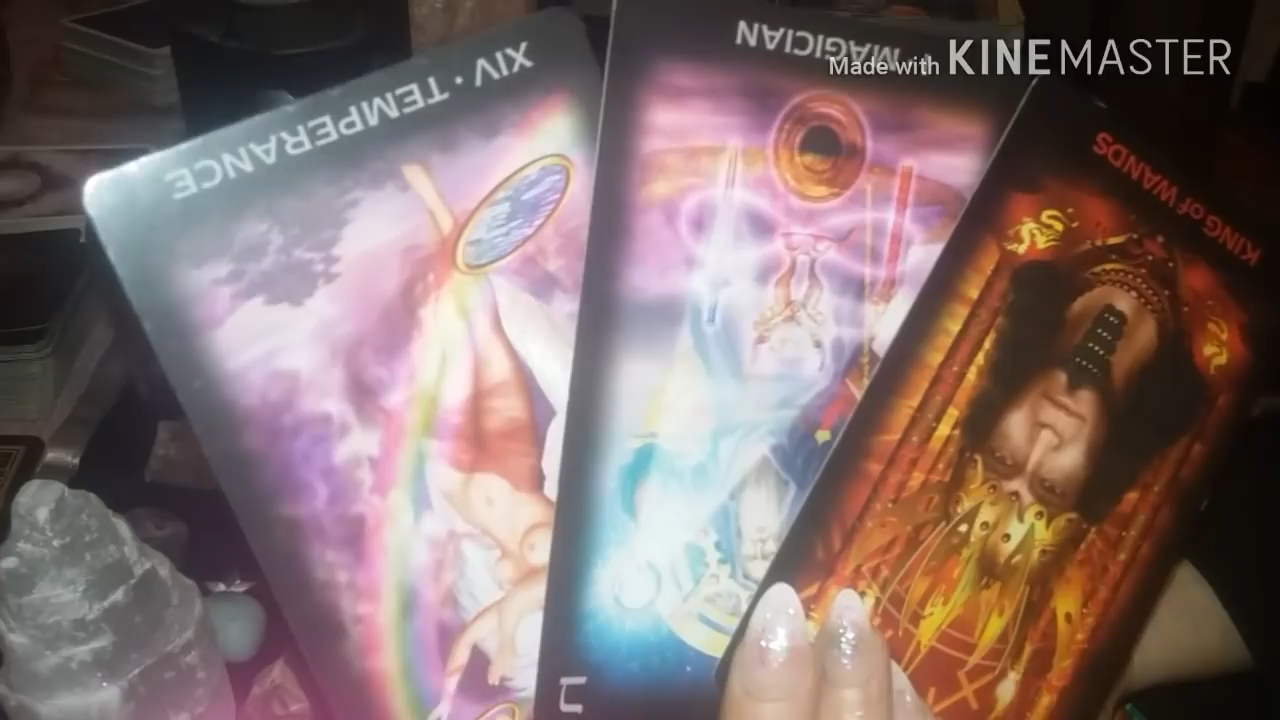 XIV · TEMPERANCE
MAGICIAN
Made with KINEMASTER
KING of WANDS
ב